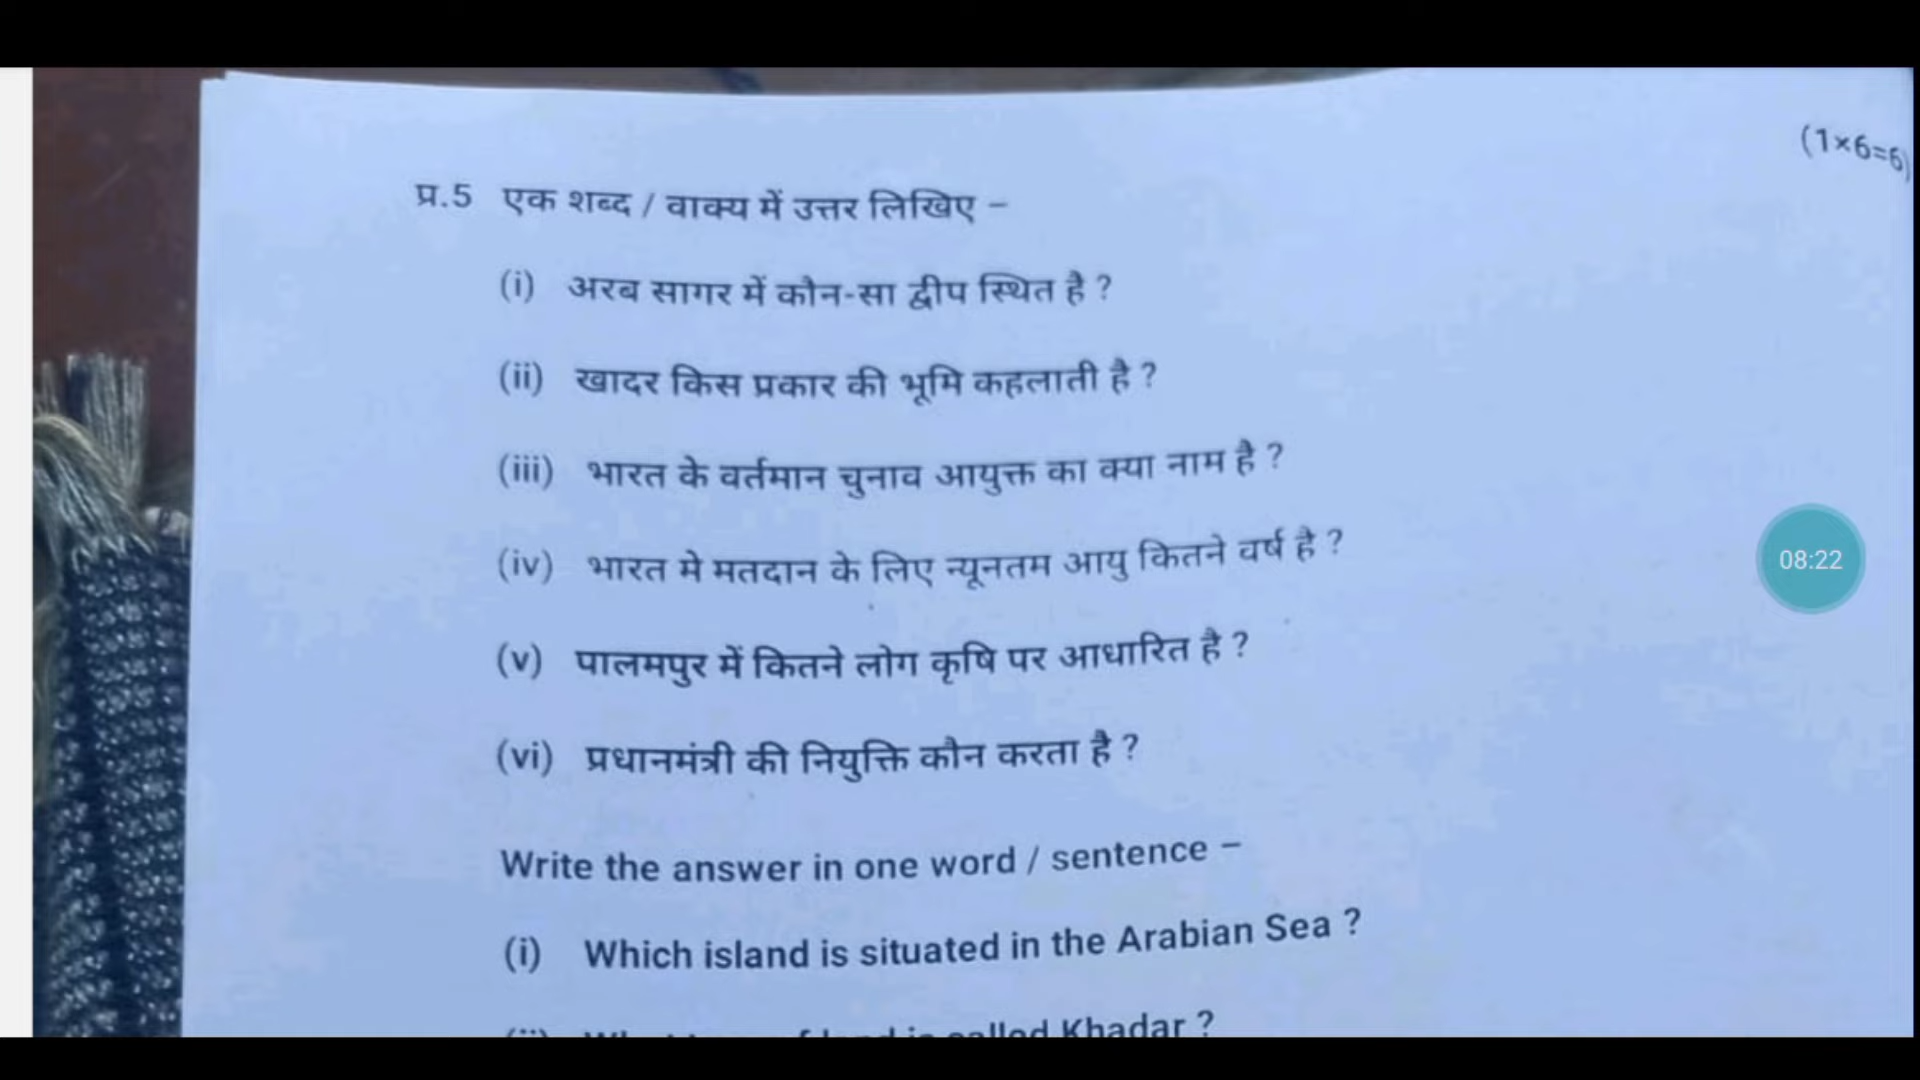 (1×6=6)
प्र.5 एक शब्द / वाक्य में उत्तर लिखिए –
(i) अरब सागर में कौन-सा द्वीप स्थित है ?
(ii) खादर किस प्रकार की भूमि कहलाती है ?
(iii) भारत के वर्तमान चुनाव आयुक्त का क्या नाम है ?
(iv) भारत मे मतदान के लिए न्यूनतम आयु कितने वर्ष है ?
08:22
(v) पालमपुर में कितने लोग कृषि पर आधारित है ?
(vi) प्रधानमंत्री की नियुक्ति कौन करता है ?
Write the answer in one word / sentence –
(i) Which island is situated in the Arabian Sea ?
called Khadar ?